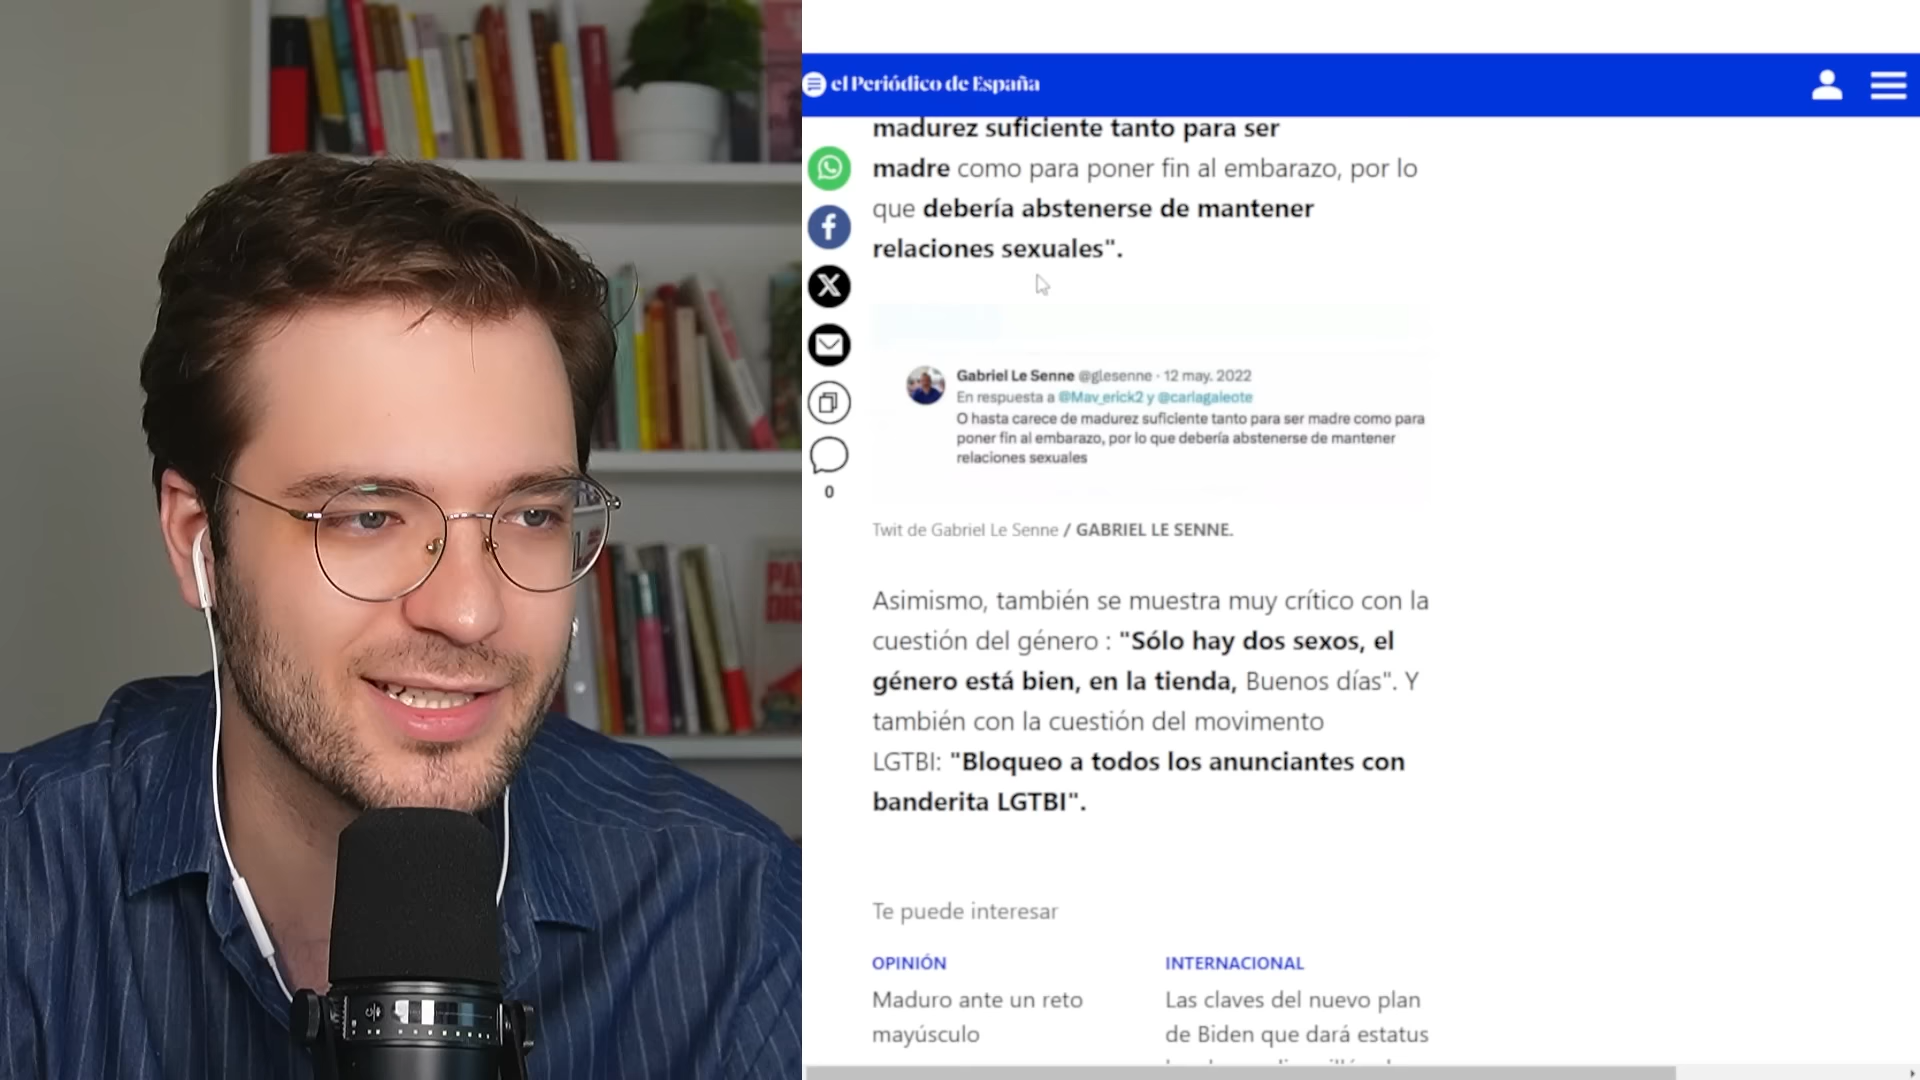 el Periódico de España
madurez suficiente tanto para ser
madre como para poner fin al embarazo, por lo
que debería abstenerse de mantener
relaciones sexuales".
Gabriel Le Senne @glesenne · 12 may. 2022
En respuesta a @Mav_erick2 y @carlagaleote
O hasta carece de madurez suficiente tanto para ser madre como para
poner fin al embarazo, por lo que debería abstenerse de mantener
relaciones sexuales
0
Twit de Gabriel Le Senne / GABRIEL LE SENNE.
Asimismo, también se muestra muy crítico con la
cuestión del género : "Sólo hay dos sexos, el
género está bien, en la tienda, Buenos días". Y
también con la cuestión del movimento
LGTBI: "Bloqueo a todos los anunciantes con
banderita LGTBI".
Te puede interesar
OPINIÓN
Maduro ante un reto
mayúsculo
INTERNACIONAL
Las claves del nuevo plan
de Biden que dará estatus